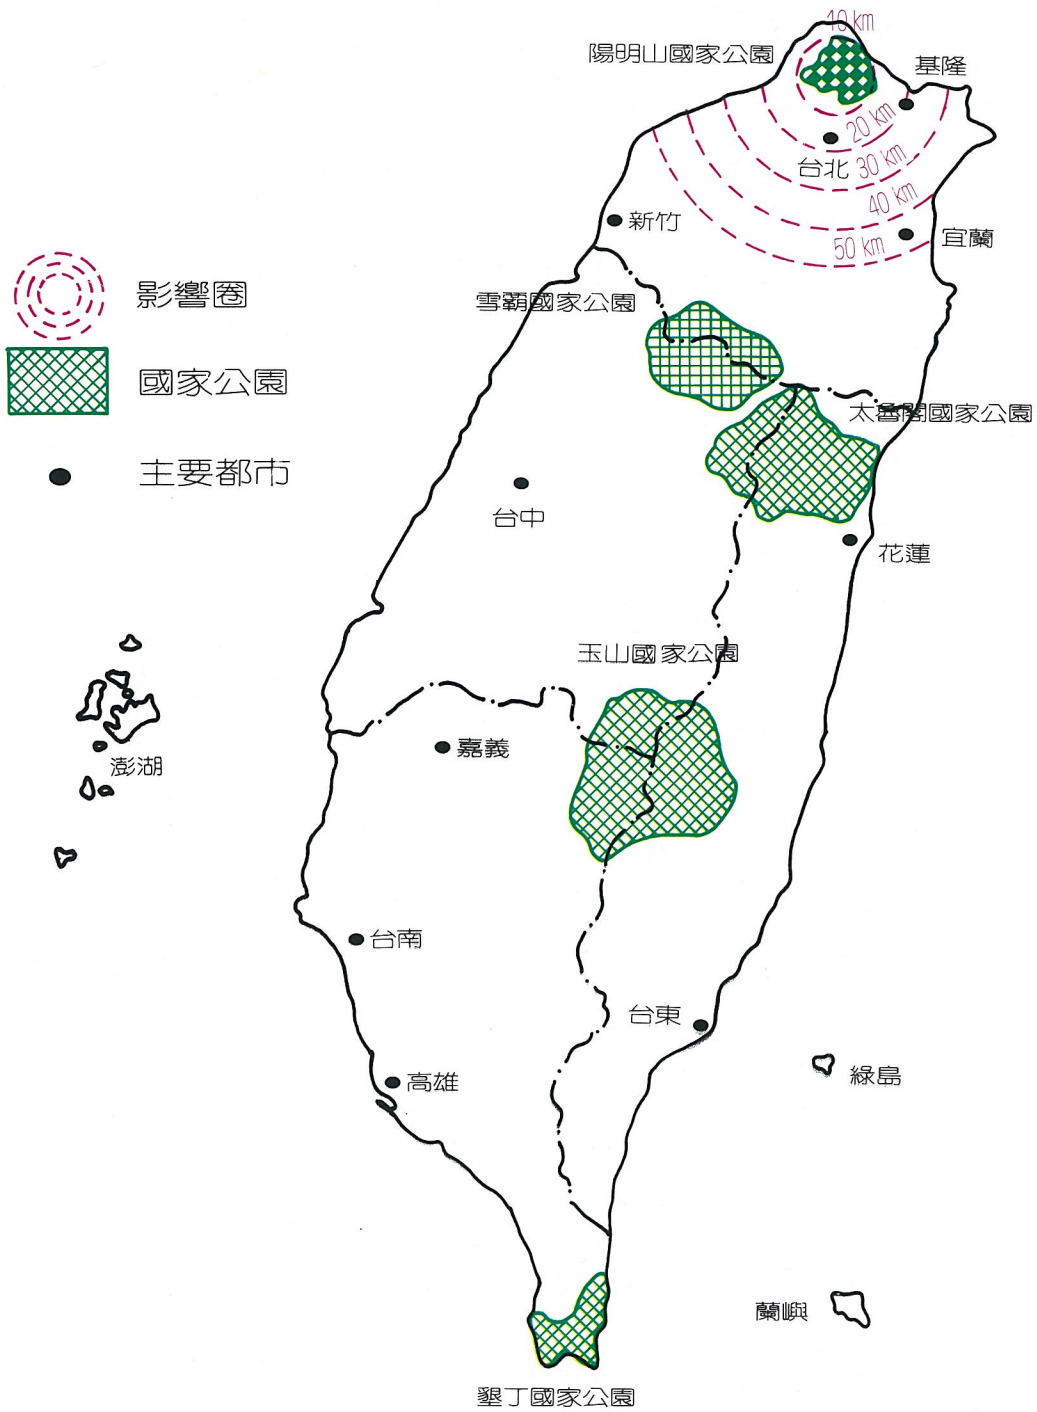 10 km
陽明山國家公園
基隆
20 km
台北
30 km
40 km
新竹
50 km
宜蘭
影響圈
雪霸國家公園
國家公園
太魯閣國家公園
主要都市
台中
花蓮
玉山國家公園
嘉義
澎湖
台南
台東
綠島
高雄
蘭嶼
墾丁國家公園